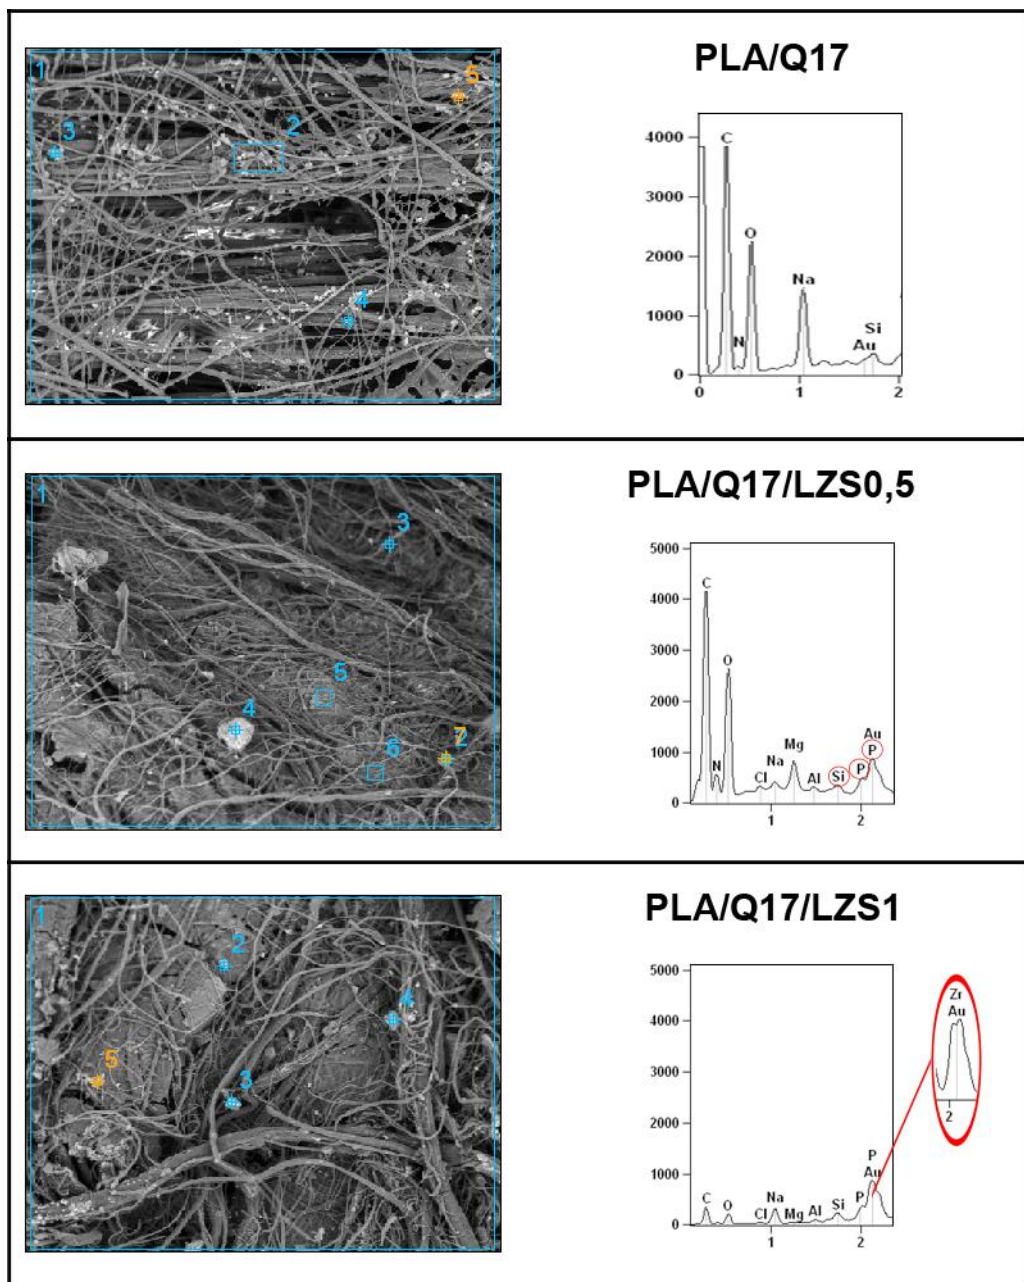 PLA/Q17
1
5
3
2
4
4000
3000
2000
1000
0
C
O
Na
N
Si
Au
0 1 2
PLA/Q17/LZS0,5
1
3
5
4
6
7
5000
4000
3000
2000
1000
0
C
O
N
Cl
Na
Mg
Al
Si
P
Au
P
1 2
PLA/Q17/LZS1
1
2
4
5
3
5000
4000
3000
2000
1000
0
C
O
Cl
Na
Mg
Al
Si
P
P
Au
1 2
Zr
Au
2